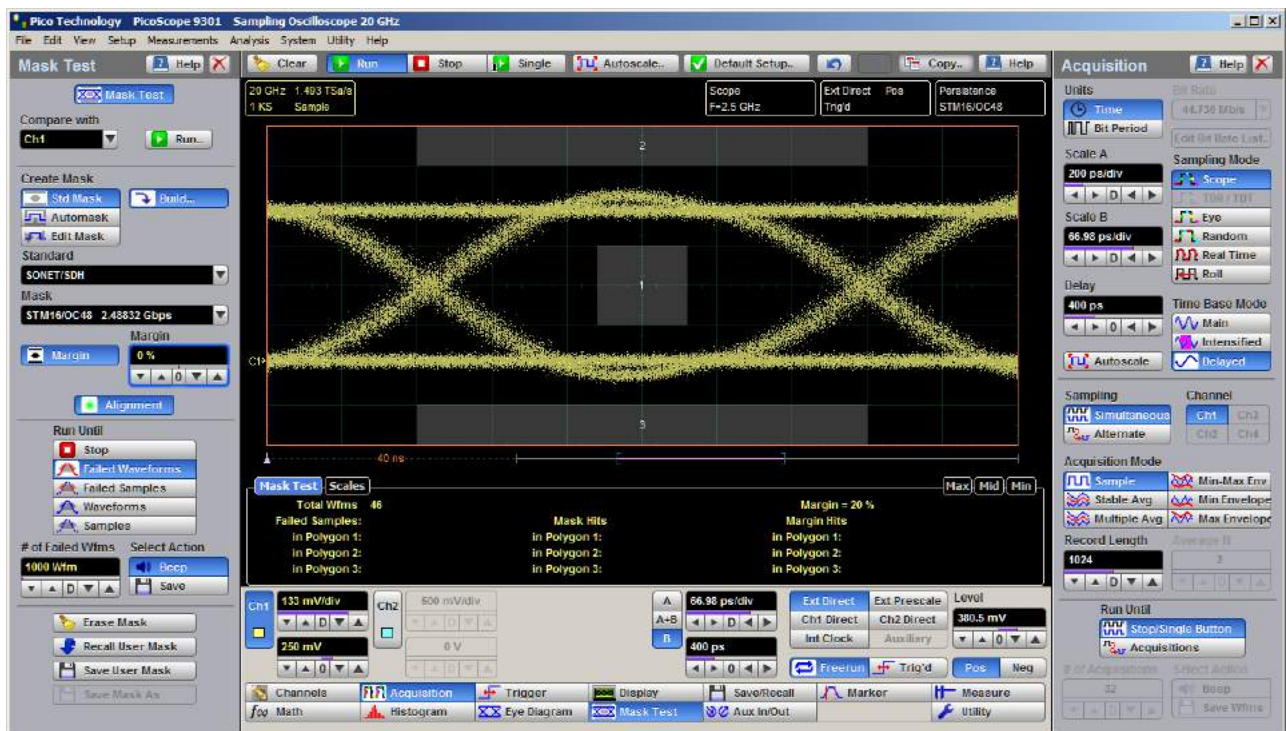 Pico Technology PicoScope 9301 Sampling Oscilloscope 20 GHz
File Edit View Setup Measurements Analysis System Utility Help
Mask Test Help
Clear Run Stop Single Autoscale.. Default Setup.. Copy.. Help
Acquisition Help
Mask Test
Compare with
Ch1 Run...
Create Mask
Std Mask Build...
Automask
Edit Mask
Standard
SONET/SDH
Mask
STM16/OC48 2.48832 Gbps
Margin
Margin 0 %
0
Alignment
Run Until
Stop
Failed Waveforms
Failed Samples
Waveforms
Samples
# of Failed Wfms Select Action
1000 Wfm Beep
D Save
Erase Mask
Recall User Mask
Save User Mask
Save Mask As
20 GHz 1.493 TSa/s
1 KS Sample
Scope
F=2.5 GHz
Ext Direct Pos
Trig'd
Persistence
STM16/OC48
2
1
C1
3
40 ns
Mask Test Scales Max Mid Min
Total Wfms 46 Margin = 20 %
Failed Samples: Mask Hits Margin Hits
in Polygon 1: in Polygon 1: in Polygon 1:
in Polygon 2: in Polygon 2: in Polygon 2:
in Polygon 3: in Polygon 3: in Polygon 3:
Ch1 133 mV/div
D
250 mV
0
Ch2 500 mV/div
D
0 V
A 66.98 ps/div
A+B D
B 400 ps
0
Ext Direct Ext Prescale Level
Ch1 Direct Ch2 Direct 380.5 mV
Int Clock Auxiliary 0
Freerun Trig'd Pos Neg
Channels Acquisition Trigger Display Save/Recall Marker Measure
f(x) Math Histogram Eye Diagram Mask Test Aux In/Out Utility
Units Bit Rate
Time
Bit Period Edit Bit Rate List..
Scale A Sampling Mode
200 ps/div Scope
D TDR / TDT
Scale B Eye
66.98 ps/div Random
D Real Time
Roll
Delay
400 ps Time Base Mode
0 Main
Intensified
Autoscale Delayed
Sampling Channel
Simultaneous Ch1 Ch3
Alternate Ch2 Ch4
Acquisition Mode
Sample Min-Max Env
Stable Avg Min Envelope
Multiple Avg Max Envelope
Record Length Average N
1024
D
Run Until
Stop/Single Button
Acquisitions
# of Acquisitions Select Action
32 Beep
D Save Wfms